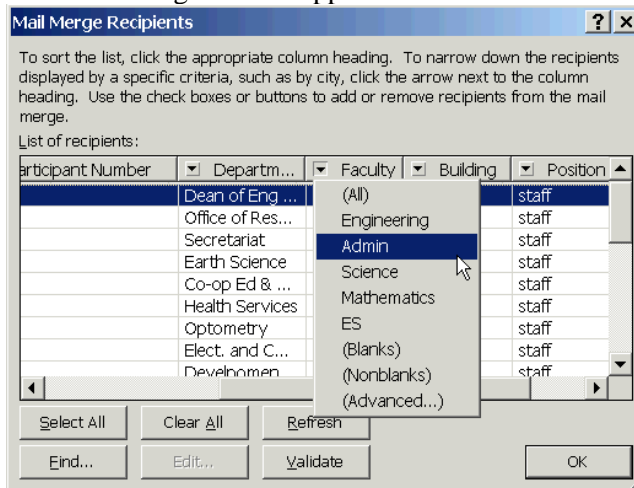 Mail Merge Recipients
To sort the list, click the appropriate column heading. To narrow down the recipients
displayed by a specific criteria, such as by city, click the arrow next to the column
heading. Use the check boxes or buttons to add or remove recipients from the mail
merge.
List of recipients:
articipant Number Departm... Faculty Building Position
Dean of Eng ... staff
Office of Res... staff
Secretariat staff
Earth Science staff
Co-op Ed & ... staff
Health Services staff
Optometry staff
Elect. and C... staff
Developmen staff
(All)
Engineering
Admin
Science
Mathematics
ES
(Blanks)
(Nonblanks)
(Advanced...)
Select All Clear All Refresh
Find... Edit... Validate OK